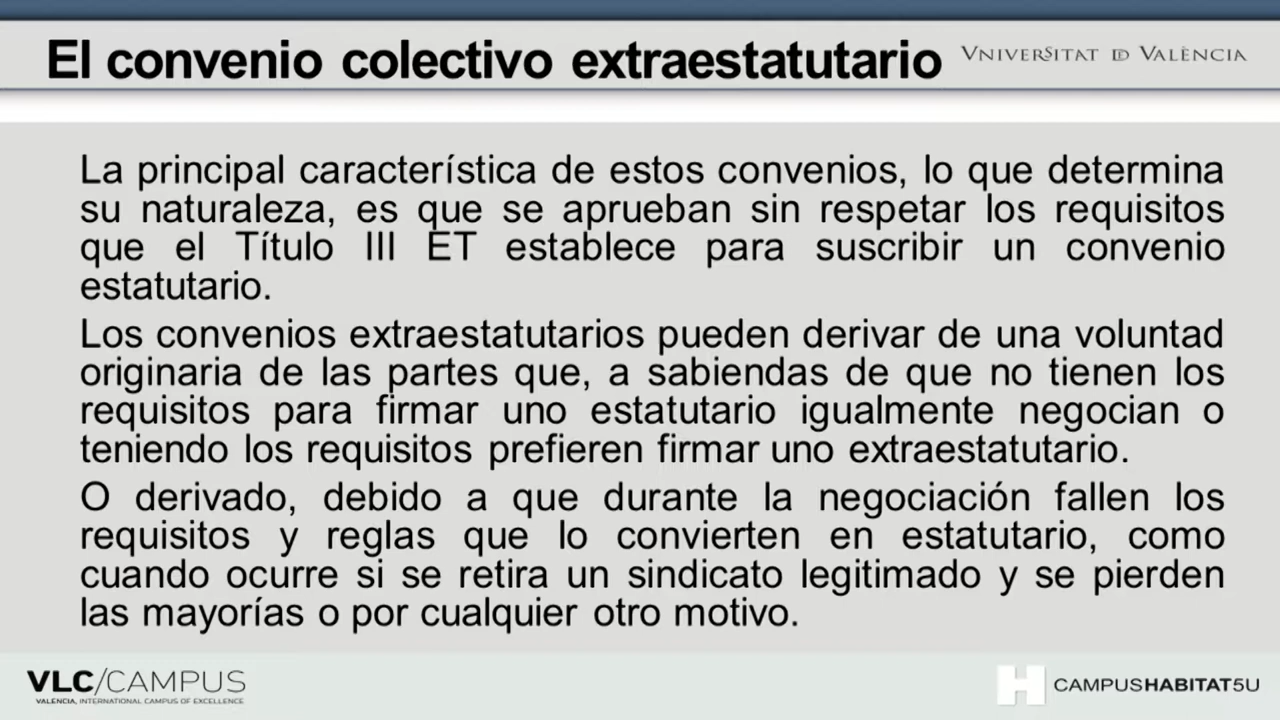 El convenio colectivo extraestatutario
VNIVERSITAT D VALÈNCIA
La principal característica de estos convenios, lo que determina
su naturaleza, es que se aprueban sin respetar los requisitos
que el Título III ET establece para suscribir un convenio
estatutario.
Los convenios extraestatutarios pueden derivar de una voluntad
originaria de las partes que, a sabiendas de que no tienen los
requisitos para firmar uno estatutario igualmente negocian o
teniendo los requisitos prefieren firmar uno extraestatutario.
O derivado, debido a que durante la negociación fallen los
requisitos y reglas que lo convierten en estatutario, como
cuando ocurre si se retira un sindicato legitimado y se pierden
las mayorías o por cualquier otro motivo.
VLC/CAMPUS
VALENCIA, INTERNATIONAL CAMPUS OF EXCELLENCE
H CAMPUSHABITAT5U